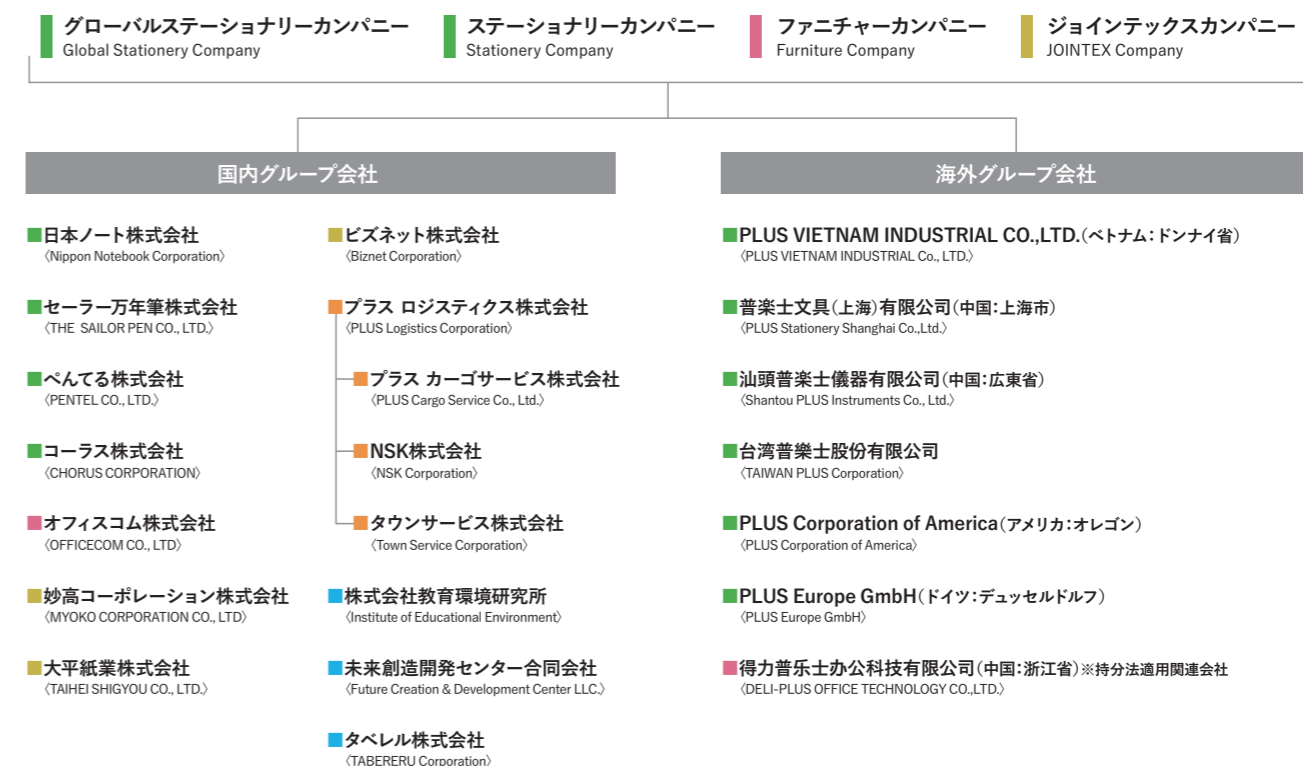 グローバルステーショナリーカンパニー
Global Stationery Company
ステーショナリーカンパニー
Stationery Company
ファニチャーカンパニー
Furniture Company
ジョインテックスカンパニー
JOINTEX Company
国内グループ会社
日本ノート株式会社
〈Nippon Notebook Corporation〉
セーラー万年筆株式会社
〈THE SAILOR PEN CO., LTD.〉
ぺんてる株式会社
〈PENTEL CO., LTD.〉
コーラス株式会社
〈CHORUS CORPORATION〉
オフィスコム株式会社
〈OFFICECOM CO., LTD〉
妙高コーポレーション株式会社
〈MYOKO CORPORATION CO., LTD〉
大平紙業株式会社
〈TAIHEI SHIGYOU CO., LTD.〉
ビズネット株式会社
〈Biznet Corporation〉
プラス ロジスティクス株式会社
〈PLUS Logistics Corporation〉
プラス カーゴサービス株式会社
〈PLUS Cargo Service Co., Ltd.〉
NSK株式会社
〈NSK Corporation〉
タウンサービス株式会社
〈Town Service Corporation〉
株式会社教育環境研究所
〈Institute of Educational Environment〉
未来創造開発センター合同会社
〈Future Creation & Development Center LLC.〉
タベレル株式会社
〈TABERERU Corporation〉
海外グループ会社
PLUS VIETNAM INDUSTRIAL CO.,LTD.(ベトナム:ドンナイ省)
〈PLUS VIETNAM INDUSTRIAL Co., LTD.〉
普楽士文具(上海)有限公司(中国:上海市)
〈PLUS Stationery Shanghai Co.,Ltd.〉
汕頭普楽士儀器有限公司(中国:広東省)
〈Shantou PLUS Instruments Co., Ltd.〉
台湾普樂士股份有限公司
〈TAIWAN PLUS Corporation〉
PLUS Corporation of America(アメリカ:オレゴン)
〈PLUS Corporation of America〉
PLUS Europe GmbH(ドイツ:デュッセルドルフ)
〈PLUS Europe GmbH〉
得力普乐士办公科技有限公司(中国:浙江省)※持分法適用関連会社
〈DELI-PLUS OFFICE TECHNOLOGY CO.,LTD.〉